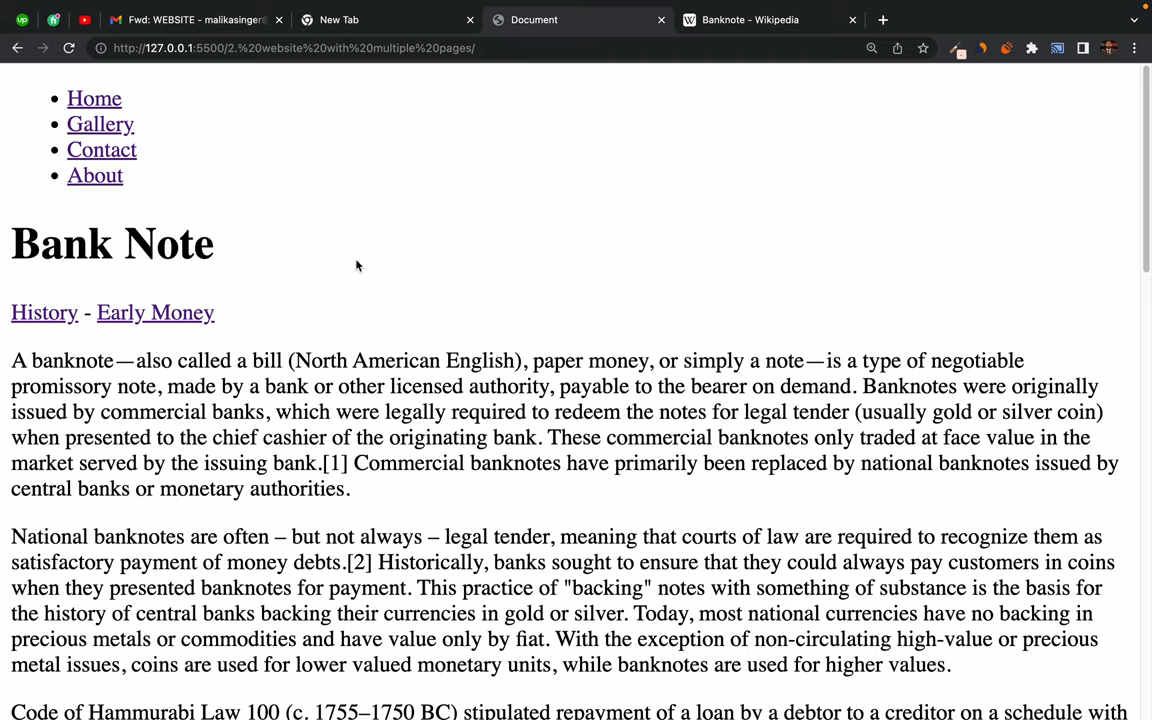 up
fi
Fwd: WEBSITE - malikasinger@
New Tab
Document
W Banknote - Wikipedia
http://127.0.0.1:5500/2.%20website%20with%20multiple%20pages/
Home
Gallery
Contact
About
Bank Note
History - Early Money
A banknote—also called a bill (North American English), paper money, or simply a note—is a type of negotiable
promissory note, made by a bank or other licensed authority, payable to the bearer on demand. Banknotes were originally
issued by commercial banks, which were legally required to redeem the notes for legal tender (usually gold or silver coin)
when presented to the chief cashier of the originating bank. These commercial banknotes only traded at face value in the
market served by the issuing bank.[1] Commercial banknotes have primarily been replaced by national banknotes issued by
central banks or monetary authorities.
National banknotes are often – but not always – legal tender, meaning that courts of law are required to recognize them as
satisfactory payment of money debts.[2] Historically, banks sought to ensure that they could always pay customers in coins
when they presented banknotes for payment. This practice of "backing" notes with something of substance is the basis for
the history of central banks backing their currencies in gold or silver. Today, most national currencies have no backing in
precious metals or commodities and have value only by fiat. With the exception of non-circulating high-value or precious
metal issues, coins are used for lower valued monetary units, while banknotes are used for higher values.
Code of Hammurabi Law 100 (c. 1755–1750 BC) stipulated repayment of a loan by a debtor to a creditor on a schedule with